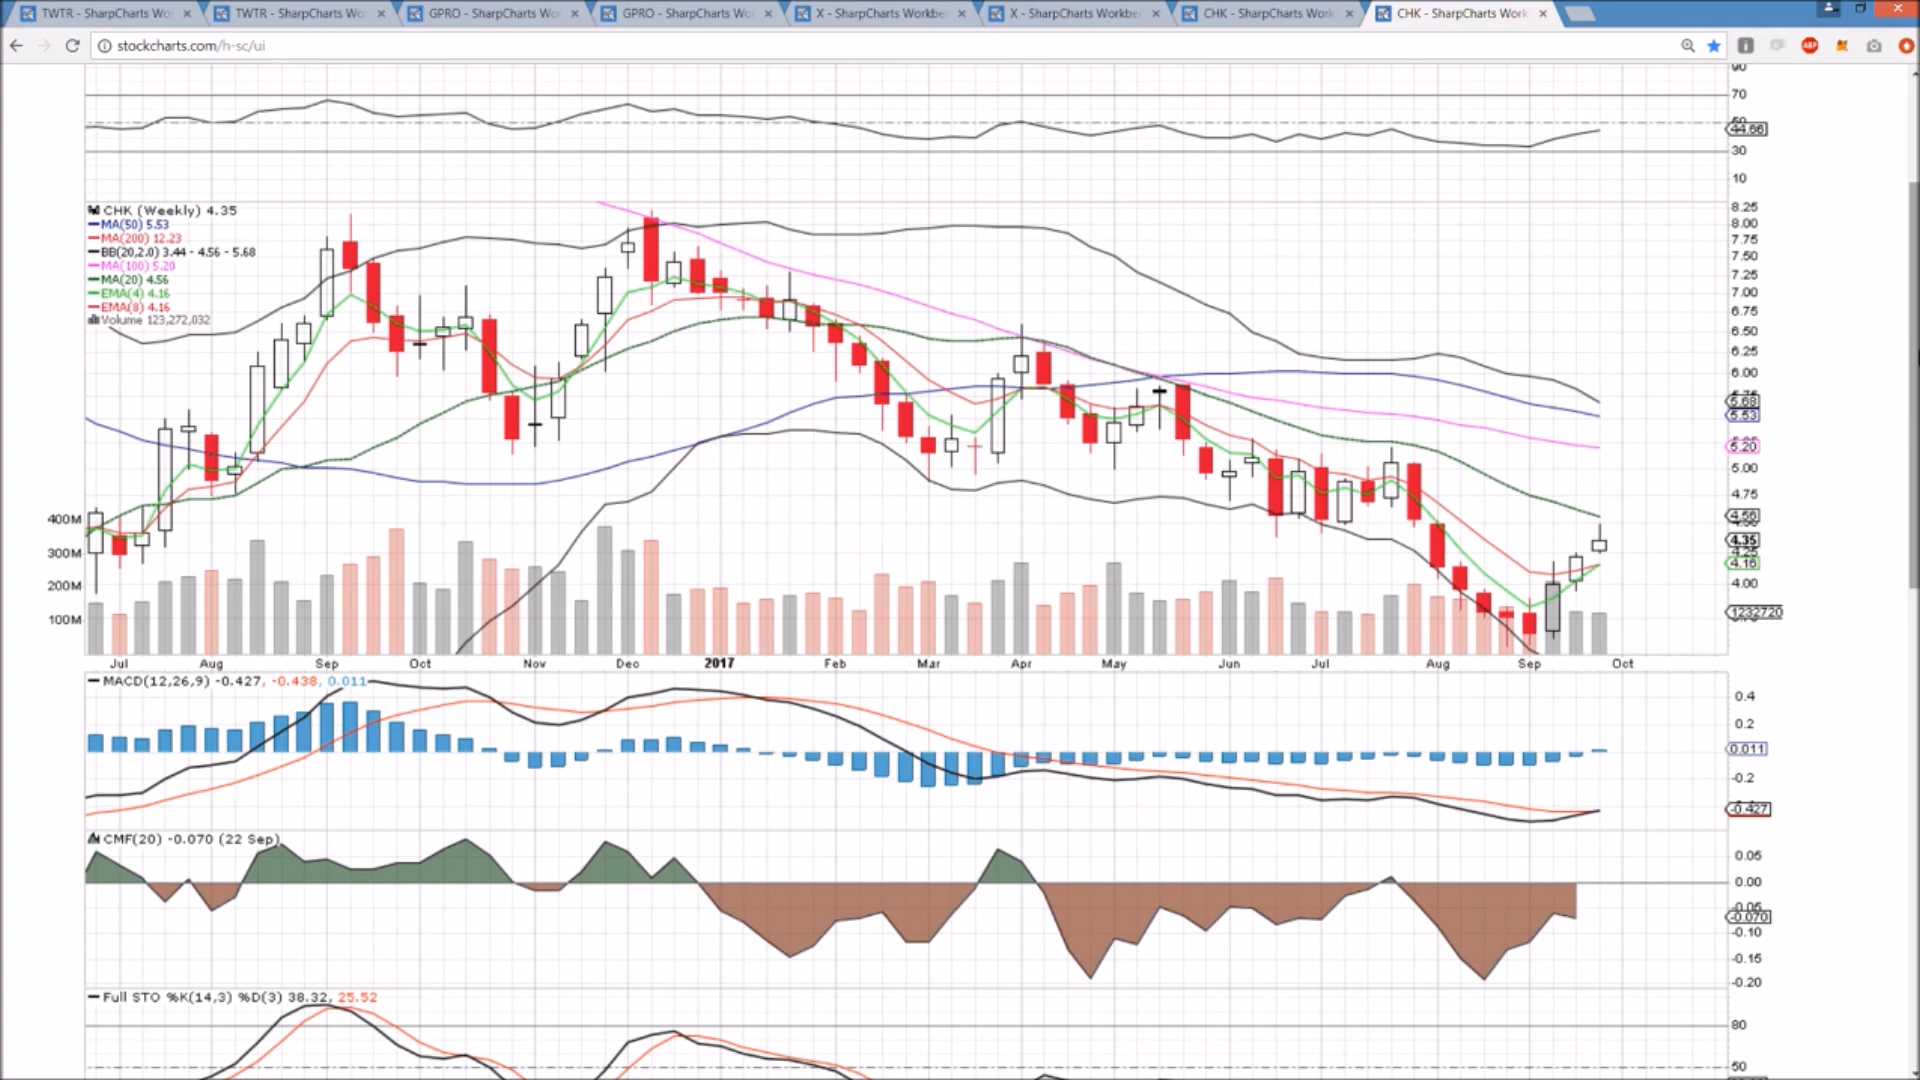 TWTR - SharpCharts Wo
TWTR - SharpCharts Wo
GPRO - SharpCharts Wo
GPRO - SharpCharts Wo
X - SharpCharts Workbe
X - SharpCharts Workbe
CHK - SharpCharts Work
CHK - SharpCharts Work
stockcharts.com/h-sc/ui
ABP
90
70
50
44.66
30
10
CHK (Weekly) 4.35
MA(50) 5.53
MA(200) 12.23
BB(20,2.0) 3.44 - 4.56 - 5.68
MA(100) 5.20
MA(20) 4.56
EMA(4) 4.16
EMA(8) 4.16
Volume 123,272,032
8.25
8.00
7.75
7.50
7.25
7.00
6.75
6.50
6.25
6.00
5.68
5.53
5.20
5.00
4.75
4.56
4.35
4.16
4.00
1232720
400M
300M
200M
100M
Jul Aug Sep Oct Nov Dec 2017 Feb Mar Apr May Jun Jul Aug Sep Oct
MACD(12,26,9) -0.427, -0.438, 0.011
0.4
0.2
0.011
-0.2
-0.427
CMF(20) -0.070 (22 Sep)
0.05
0.00
-0.05
-0.070
-0.10
-0.15
-0.20
Full STO %K(14,3) %D(3) 38.32, 25.52
80
50